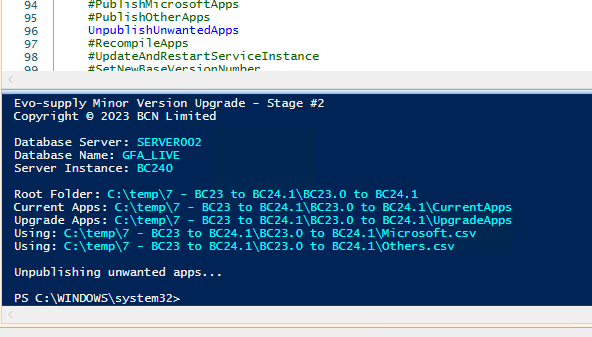 94 #PublishMicrosoftApps
95 #PublishOtherApps
96 UnpublishUnwantedApps
97 #RecompileApps
98 #UpdateAndRestartServiceInstance
99 #SetNewBaseVersionNumber
Evo-supply Minor Version Upgrade - Stage #2
Copyright © 2023 BCN Limited
Database Server: SERVER002
Database Name: GFA_LIVE
Server Instance: BC240
Root Folder: C:\temp\7 - BC23 to BC24.1\BC23.0 to BC24.1
Current Apps: C:\temp\7 - BC23 to BC24.1\BC23.0 to BC24.1\CurrentApps
Upgrade Apps: C:\temp\7 - BC23 to BC24.1\BC23.0 to BC24.1\UpgradeApps
Using: C:\temp\7 - BC23 to BC24.1\BC23.0 to BC24.1\Microsoft.csv
Using: C:\temp\7 - BC23 to BC24.1\BC23.0 to BC24.1\Others.csv
Unpublishing unwanted apps...
PS C:\WINDOWS\system32>